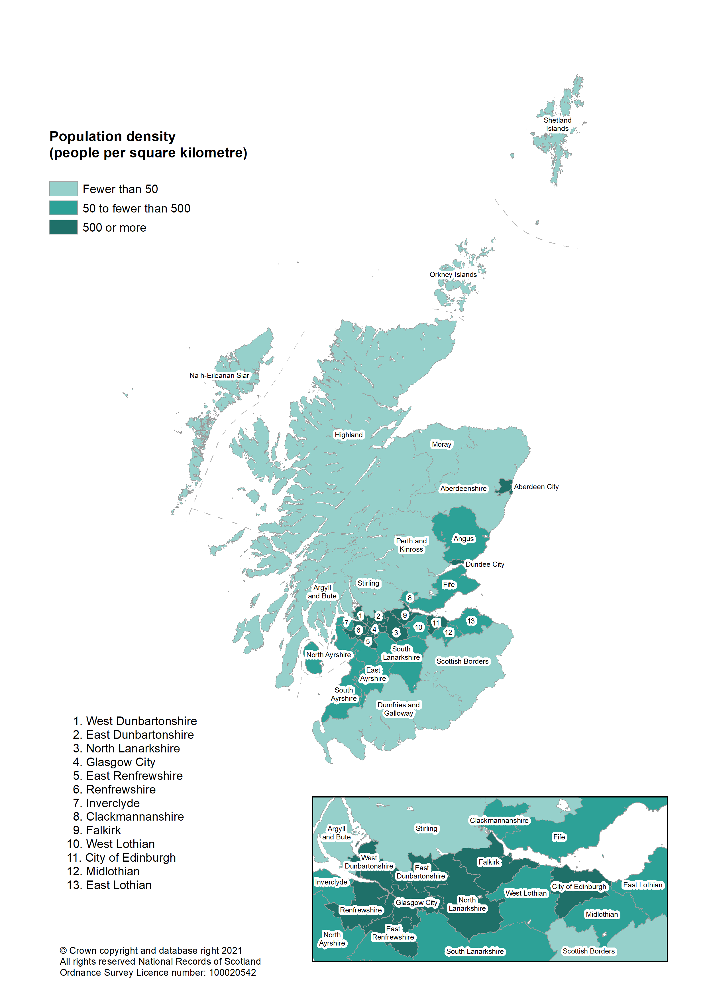 Population density
(people per square kilometre)
Fewer than 50
50 to fewer than 500
500 or more
Shetland
Islands
Orkney Islands
Na h-Eileanan Siar
Highland
Moray
Aberdeenshire
Aberdeen City
Angus
Perth and
Kinross
Dundee City
Fife
Stirling
Argyll
and Bute
8
1
2
9
7
6
4
3
10
11
12
13
5
North Ayrshire
South
Lanarkshire
Scottish Borders
East
Ayrshire
South
Ayrshire
Dumfries and
Galloway
1. West Dunbartonshire
2. East Dunbartonshire
3. North Lanarkshire
4. Glasgow City
5. East Renfrewshire
6. Renfrewshire
7. Inverclyde
8. Clackmannanshire
9. Falkirk
10. West Lothian
11. City of Edinburgh
12. Midlothian
13. East Lothian
Clackmannanshire
Argyll
and Bute
Stirling
Fife
West
Dunbartonshire
Falkirk
East
Dunbartonshire
Inverclyde
City of Edinburgh
East Lothian
West Lothian
Glasgow City
North
Lanarkshire
Renfrewshire
Midlothian
East
Renfrewshire
North
Ayrshire
South Lanarkshire
Scottish Borders
© Crown copyright and database right 2021
All rights reserved National Records of Scotland
Ordnance Survey Licence number: 100020542